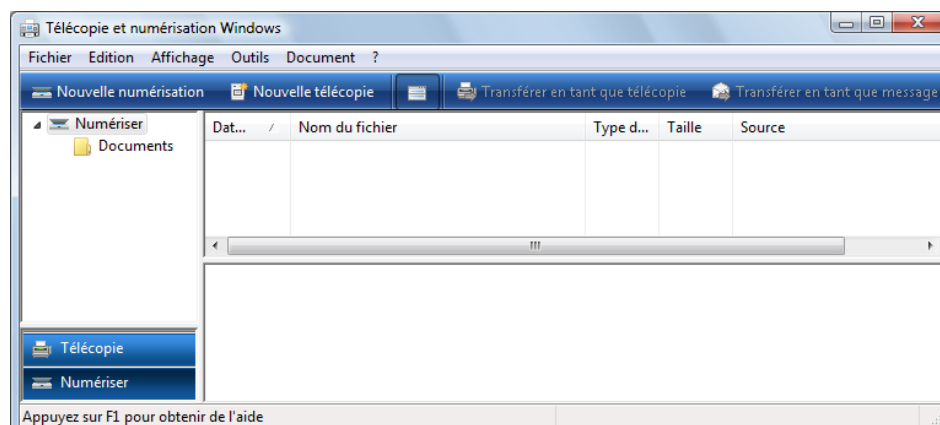 Télécopie et numérisation Windows
Fichier Edition Affichage Outils Document ?
Nouvelle numérisation Nouvelle télécopie Transférer en tant que télécopie Transférer en tant que message
Numériser
Documents
Dat... Nom du fichier Type d... Taille Source
Télécopie
Numériser
Appuyez sur F1 pour obtenir de l'aide